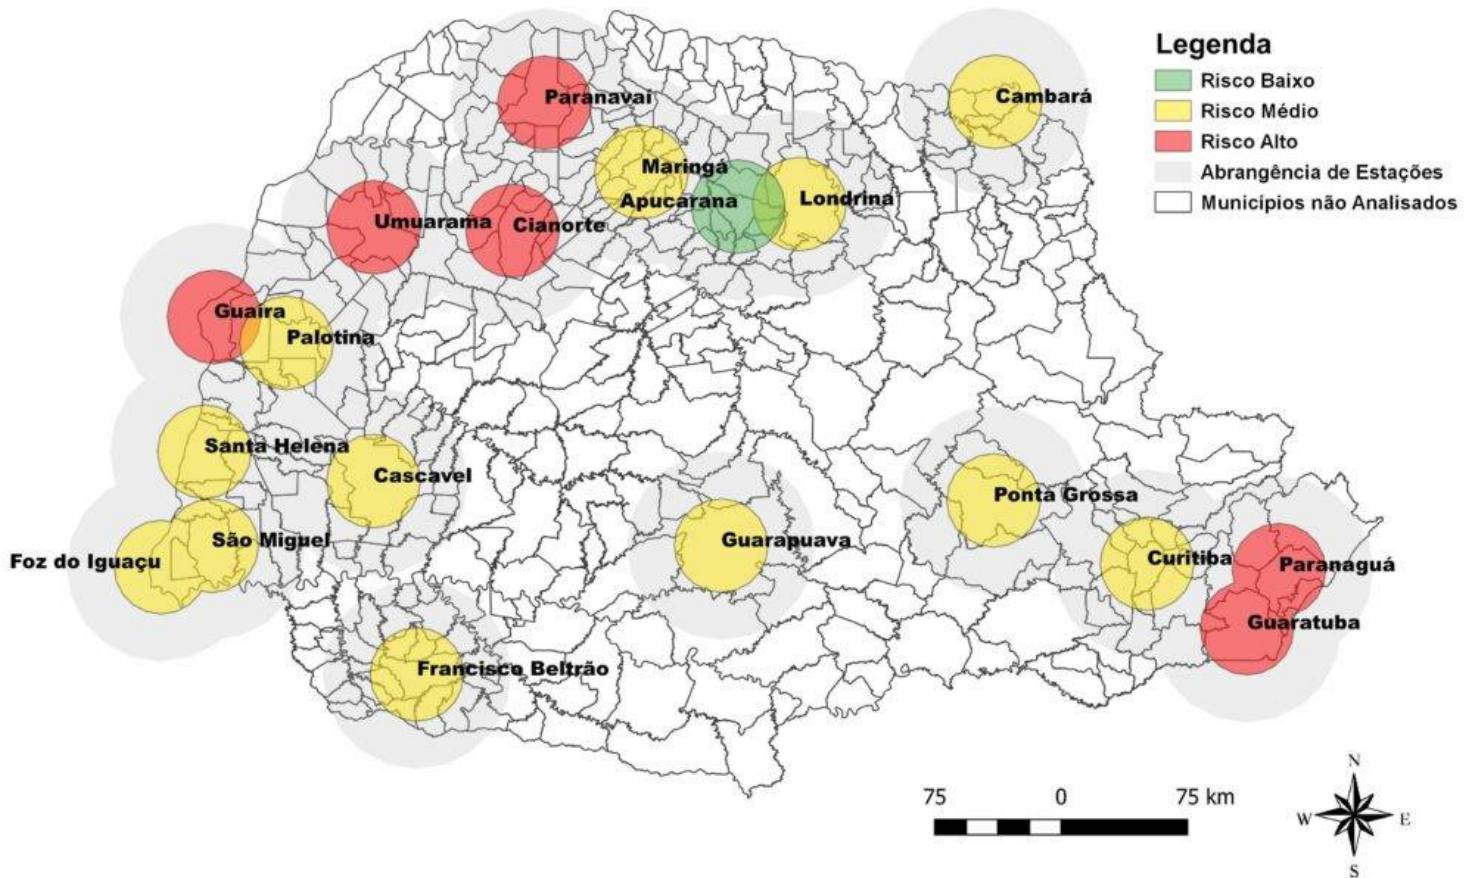 Legenda
Risco Baixo
Risco Médio
Risco Alto
Abrangência de Estações
Municípios não Analisados
Paranavai
Cambará
Maringá
Apucarana
Londrina
Umuarama
Cianorte
Guaira
Palotina
Santa Helena
Cascavel
Ponta Grossa
São Miguel
Guarapuava
Foz do Iguaçu
Curitiba
Paranaguá
Guaratuba
Francisco Beltrão
75 0 75 km
N
W E
S